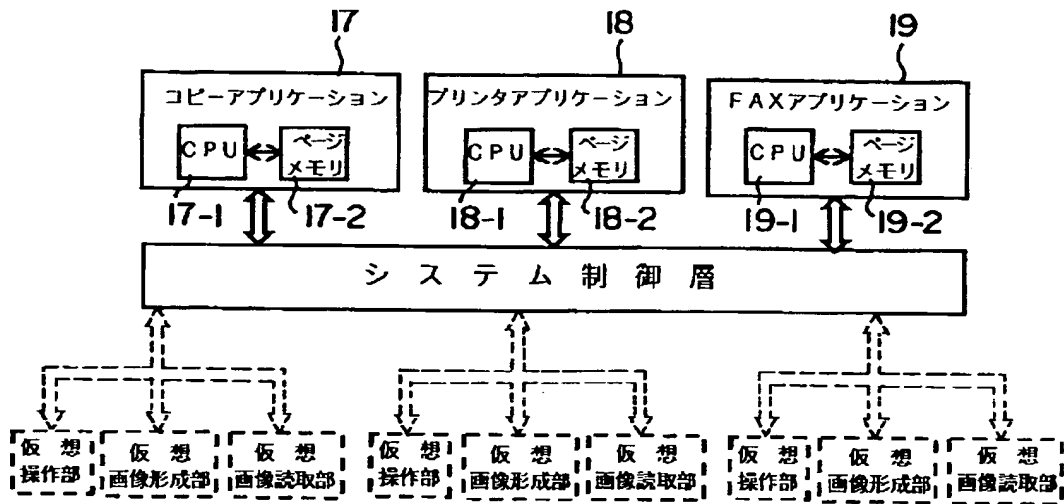 17
18
19
コピーアプリケーション
プリンタアプリケーション
FAXアプリケーション
CPU
ページ
メモリ
CPU
ページ
メモリ
CPU
ページ
メモリ
17-1
17-2
18-1
18-2
19-1
19-2
システム制御層
仮想
操作部
仮想
画像形成部
仮想
画像読取部
仮想
操作部
仮想
画像形成部
仮想
画像読取部
仮想
操作部
仮想
画像形成部
仮想
画像読取部